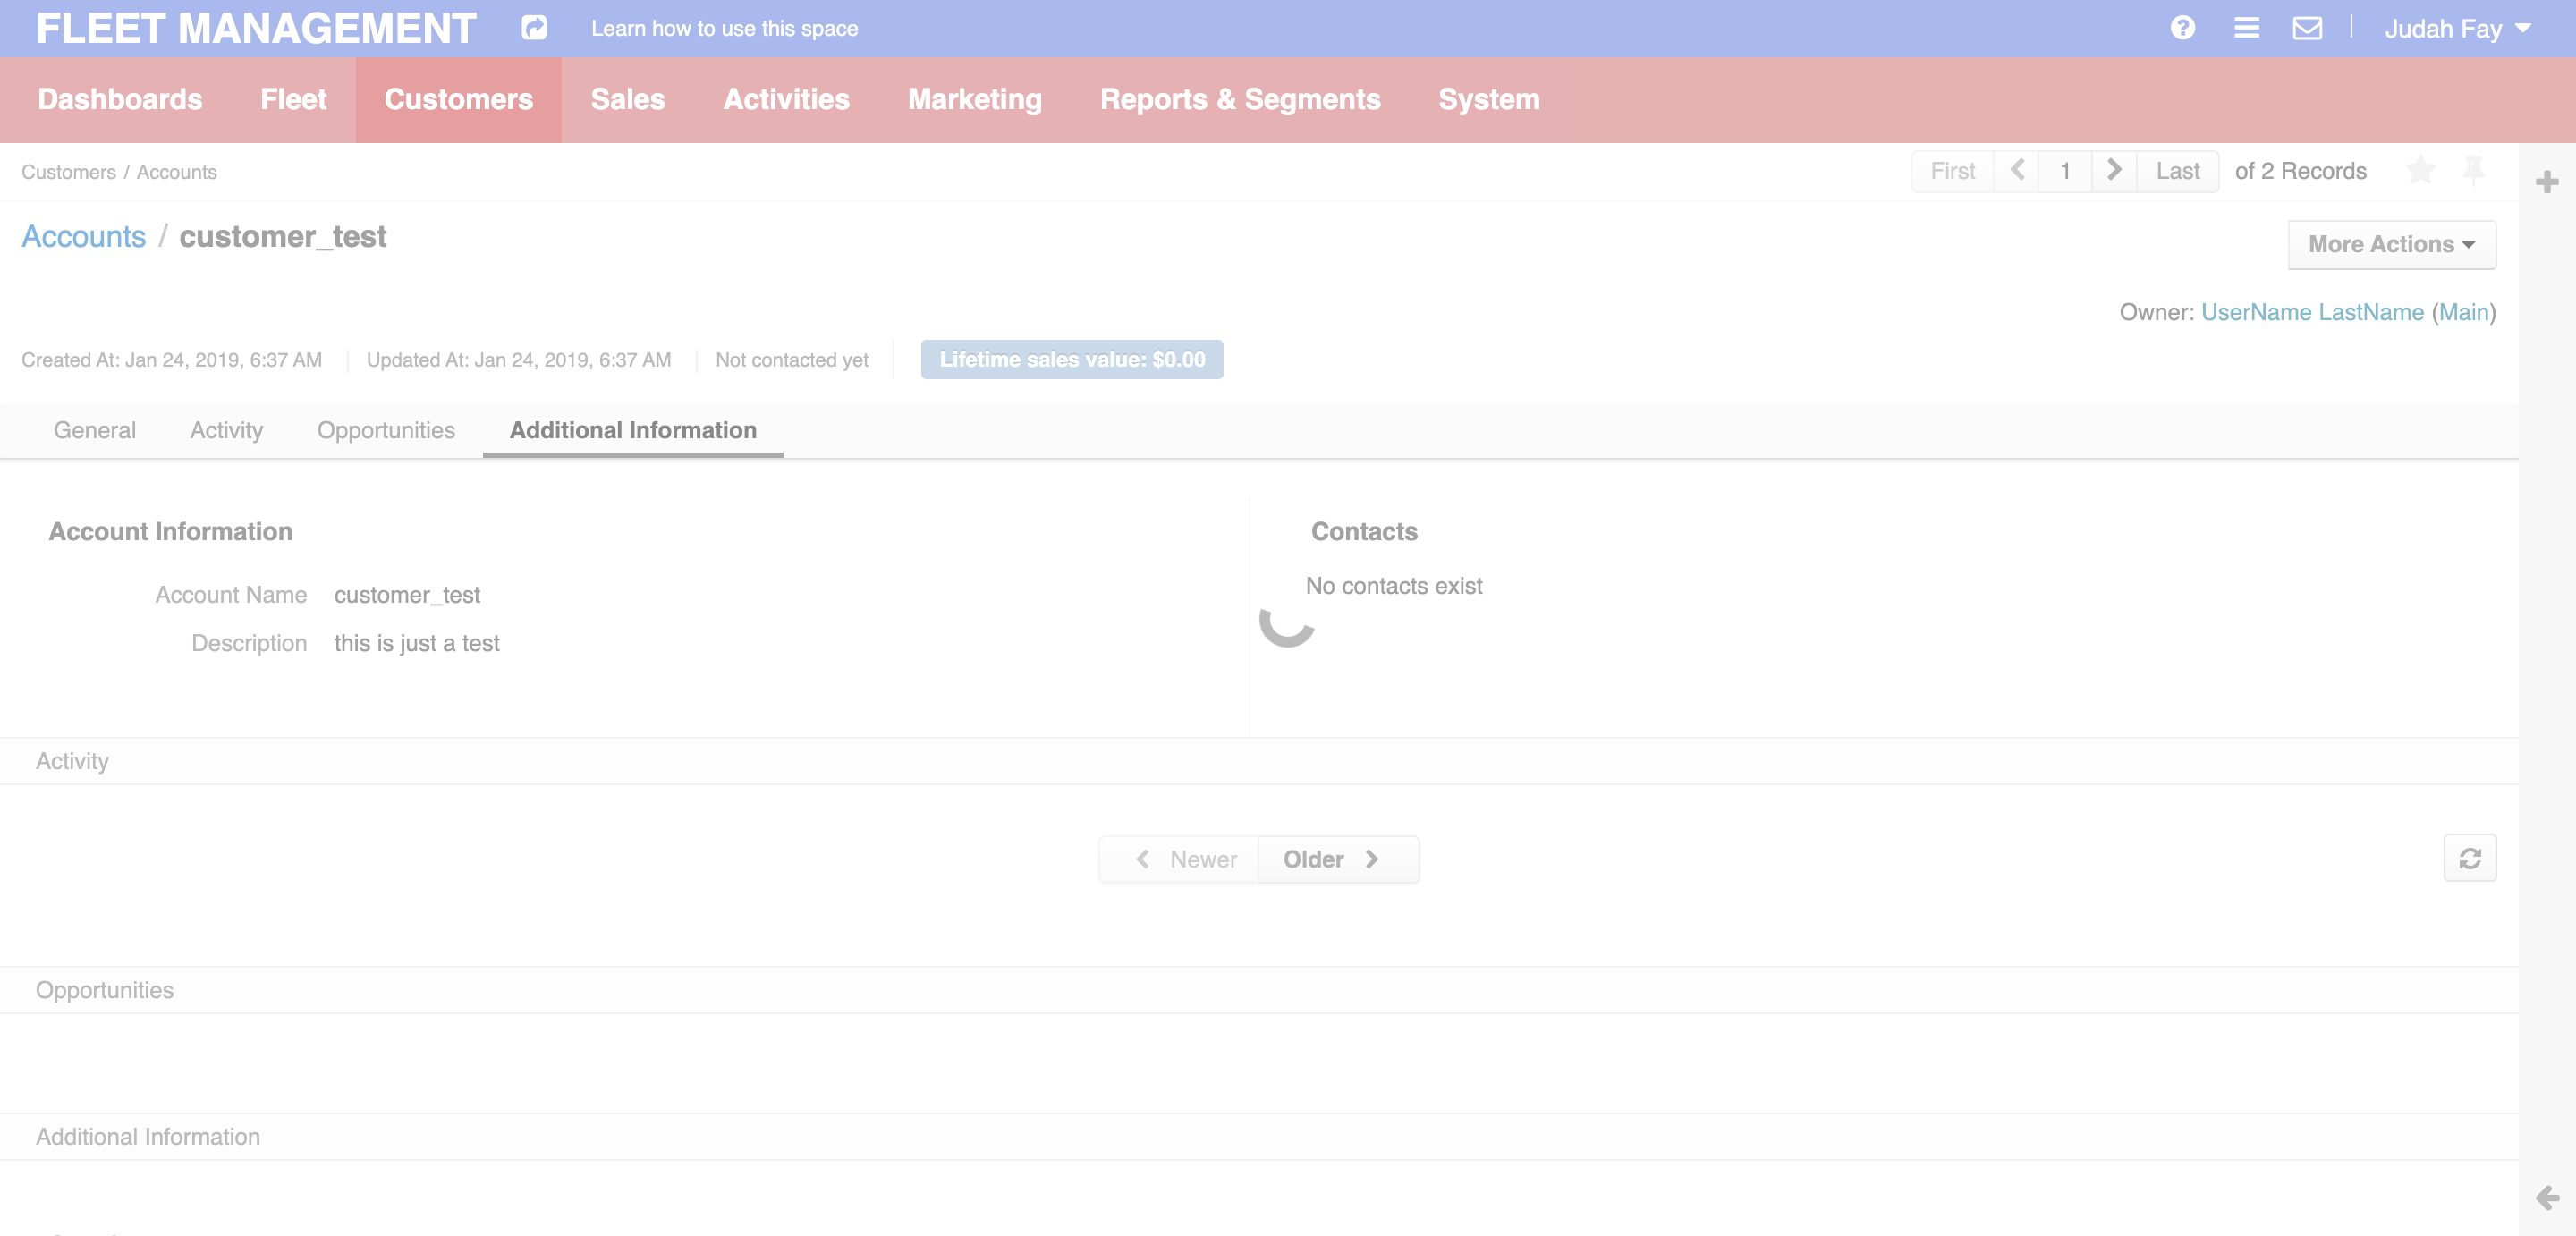 FLEET MANAGEMENT Learn how to use this space Judah Fay
Dashboards Fleet Customers Sales Activities Marketing Reports & Segments System
Customers / Accounts First 1 Last of 2 Records
Accounts / customer_test More Actions
Owner: UserName LastName (Main)
Created At: Jan 24, 2019, 6:37 AM Updated At: Jan 24, 2019, 6:37 AM Not contacted yet Lifetime sales value: $0.00
General Activity Opportunities Additional Information
Account Information
Account Name customer_test
Description this is just a test
Contacts
No contacts exist
Activity
Newer Older
Opportunities
Additional Information